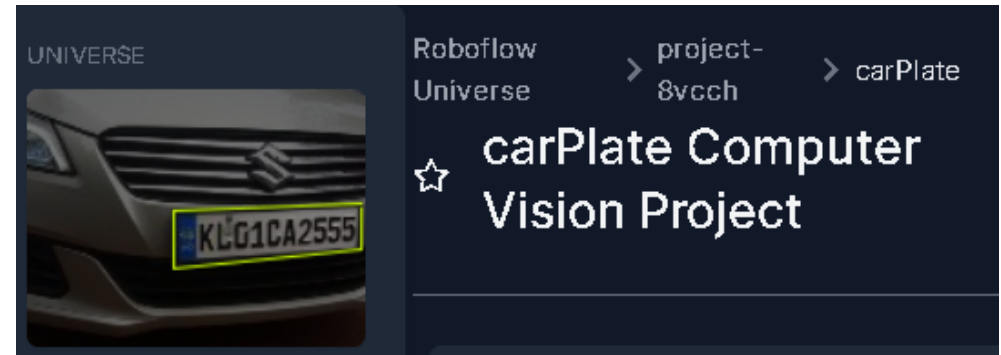 UNIVERSE
KL01CA2555
Roboflow Universe > project-8vcch > carPlate
carPlate Computer
Vision Project